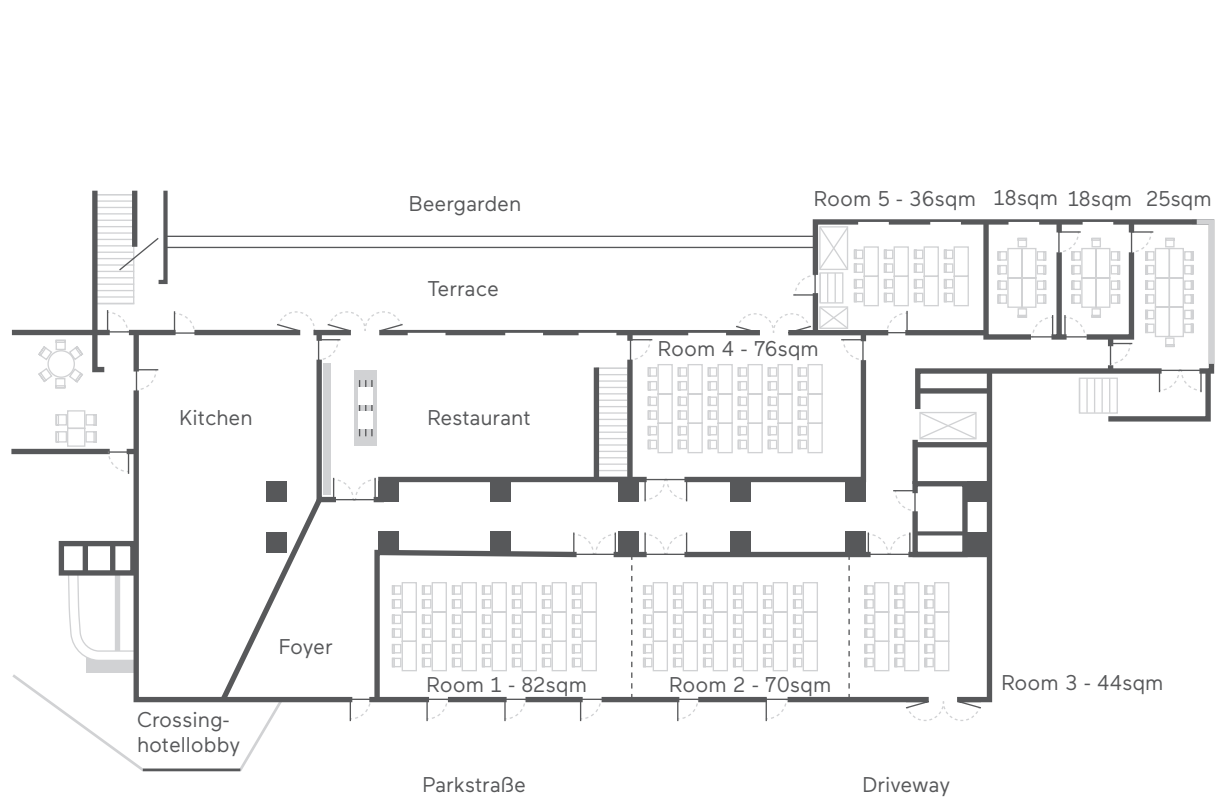 Beergarden
Room 5 - 36sqm
18sqm
18sqm
25sqm
Terrace
Room 4 - 76sqm
Kitchen
Restaurant
Foyer
Room 1 - 82sqm
Room 2 - 70sqm
Room 3 - 44sqm
Crossing-
hotellobby
Parkstraße
Driveway